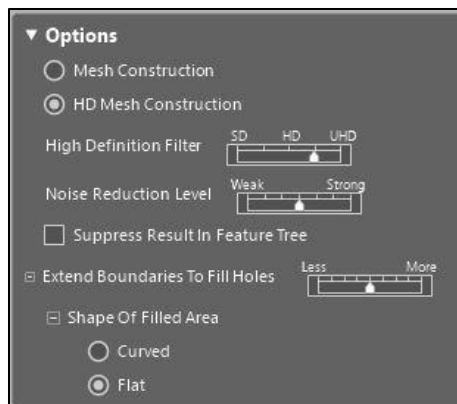 Options
Mesh Construction
HD Mesh Construction
High Definition Filter SD HD UHD
Noise Reduction Level Weak Strong
Suppress Result In Feature Tree
Extend Boundaries To Fill Holes Less More
Shape Of Filled Area
Curved
Flat